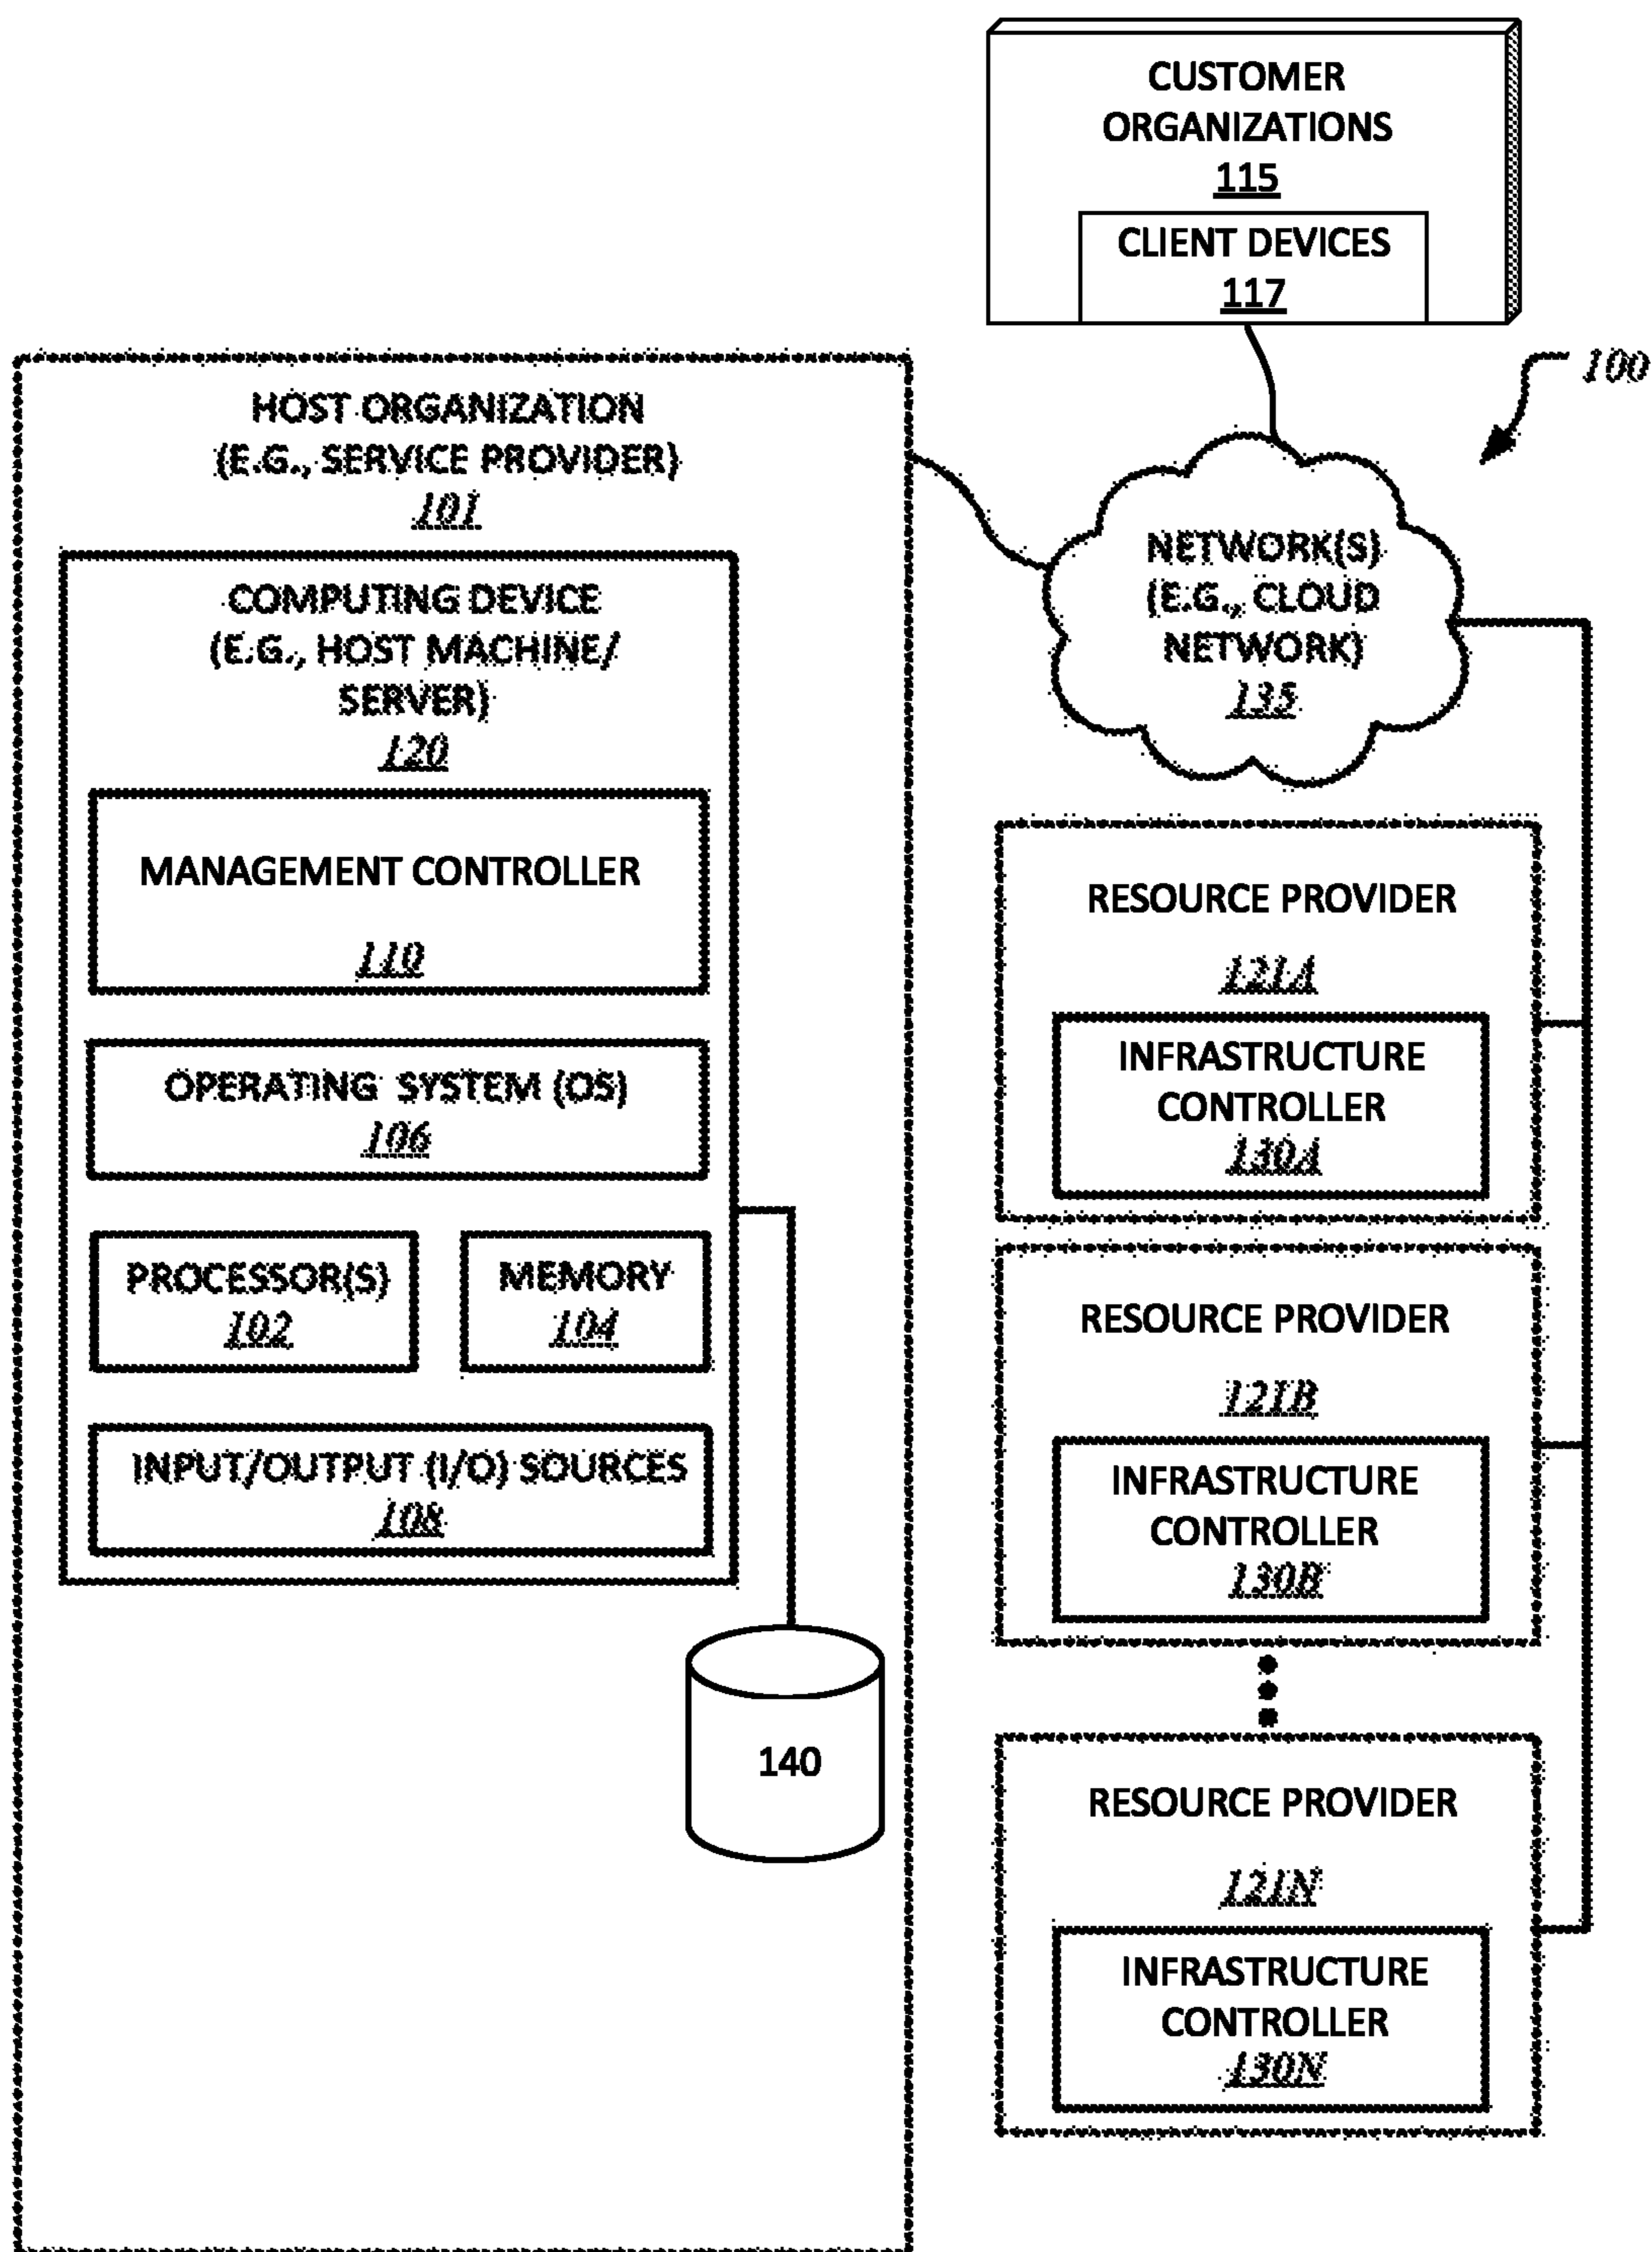 CUSTOMER
ORGANIZATIONS
115
CLIENT DEVICES
117
100
HOST ORGANIZATION
(E.G., SERVICE PROVIDER)
101
COMPUTING DEVICE
(E.G., HOST MACHINE/
SERVER)
120
MANAGEMENT CONTROLLER
110
OPERATING SYSTEM (OS)
106
PROCESSOR(S)
102
MEMORY
104
INPUT/OUTPUT (I/O) SOURCES
108
140
NETWORK(S)
(E.G., CLOUD
NETWORK)
135
RESOURCE PROVIDER
121A
INFRASTRUCTURE
CONTROLLER
130A
RESOURCE PROVIDER
121B
INFRASTRUCTURE
CONTROLLER
130B
RESOURCE PROVIDER
121N
INFRASTRUCTURE
CONTROLLER
130N